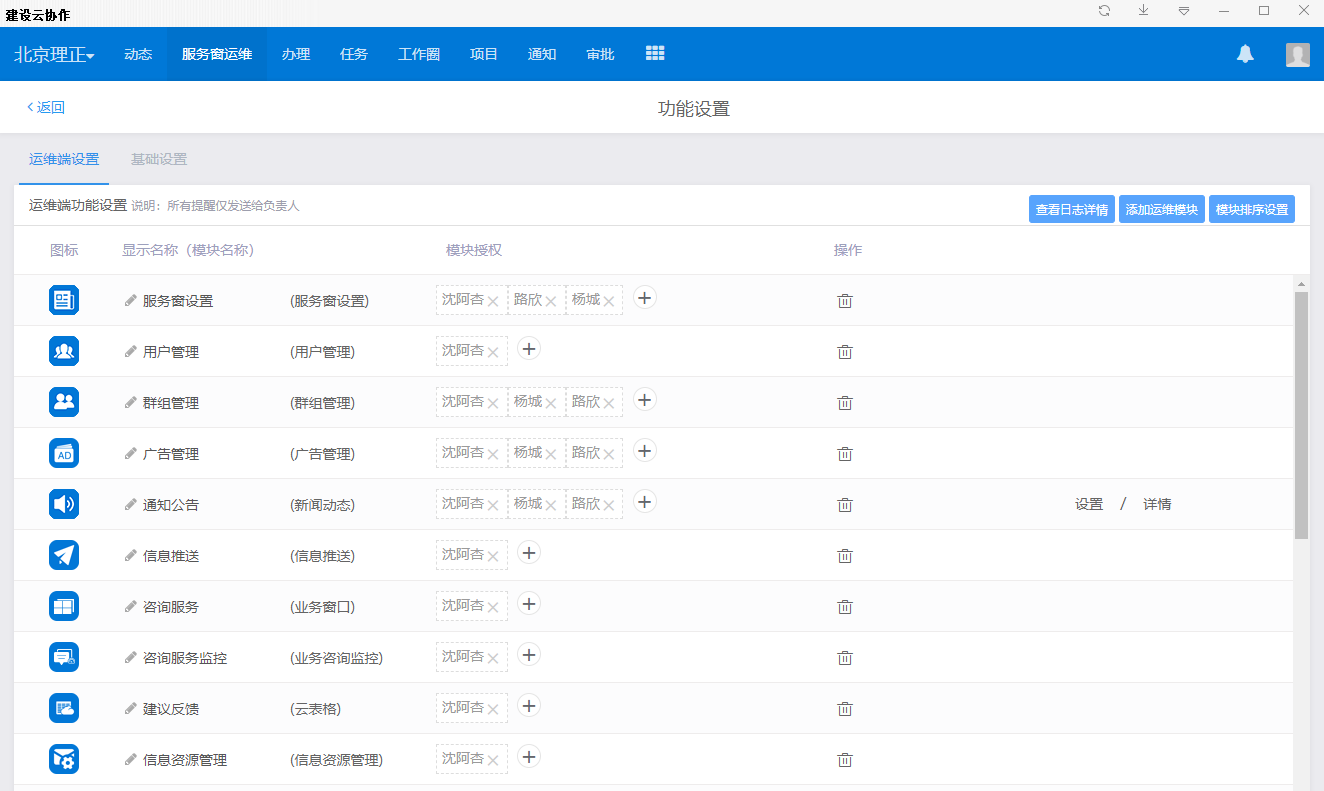 建设云协作
北京理正 动态 服务窗运维 办理 任务 工作圈 项目 通知 审批
返回 功能设置
运维端设置 基础设置
运维端功能设置 说明：所有提醒仅发送给负责人 查看日志详情 添加运维模块 模块排序设置
图标 显示名称（模块名称） 模块授权 操作
服务窗设置 (服务窗设置) 沈阿杏 路欣 杨城
用户管理 (用户管理) 沈阿杏
群组管理 (群组管理) 沈阿杏 杨城 路欣
AD 广告管理 (广告管理) 沈阿杏 杨城 路欣
通知公告 (新闻动态) 沈阿杏 杨城 路欣 设置 / 详情
信息推送 (信息推送) 沈阿杏
咨询服务 (业务窗口) 沈阿杏
咨询服务监控 (业务咨询监控) 沈阿杏
建议反馈 (云表格) 沈阿杏
信息资源管理 (信息资源管理) 沈阿杏